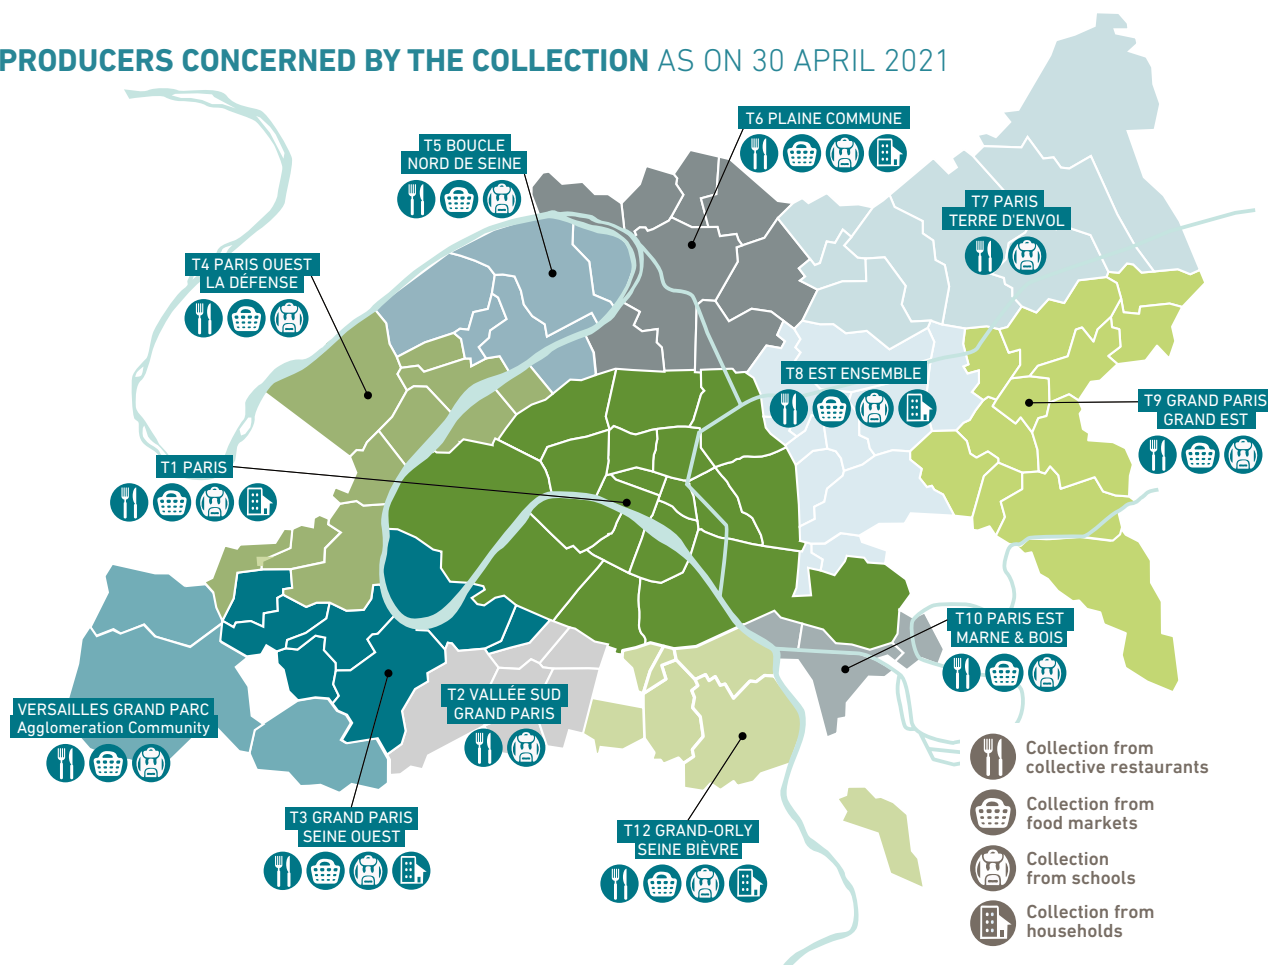 PRODUCERS CONCERNED BY THE COLLECTION AS ON 30 APRIL 2021
T6 PLAINE COMMUNE
T5 BOUCLE
NORD DE SEINE
T7 PARIS
TERRE D'ENVOL
T4 PARIS OUEST
LA DÉFENSE
T8 EST ENSEMBLE
T9 GRAND PARIS
GRAND EST
T1 PARIS
T10 PARIS EST
MARNE & BOIS
T2 VALLÉE SUD
GRAND PARIS
VERSAILLES GRAND PARC
Agglomeration Community
T3 GRAND PARIS
SEINE OUEST
T12 GRAND-ORLY
SEINE BIÈVRE
Collection from
collective restaurants
Collection from
food markets
Collection
from schools
Collection from
households